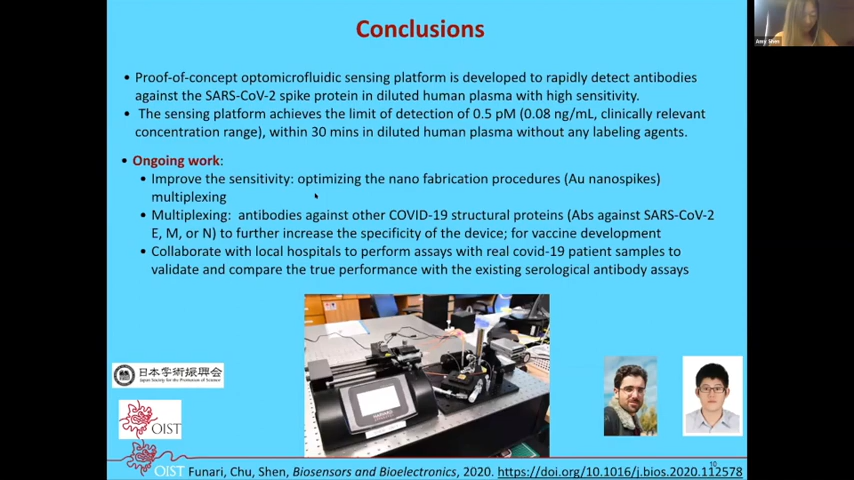 Conclusions
Amy Shen
• Proof-of-concept optomicrofluidic sensing platform is developed to rapidly detect antibodies
against the SARS-CoV-2 spike protein in diluted human plasma with high sensitivity.
• The sensing platform achieves the limit of detection of 0.5 pM (0.08 ng/mL, clinically relevant
concentration range), within 30 mins in diluted human plasma without any labeling agents.
• Ongoing work:
• Improve the sensitivity: optimizing the nano fabrication procedures (Au nanospikes)
multiplexing
• Multiplexing: antibodies against other COVID-19 structural proteins (Abs against SARS-CoV-2
E, M, or N) to further increase the specificity of the device; for vaccine development
• Collaborate with local hospitals to perform assays with real covid-19 patient samples to
validate and compare the true performance with the existing serological antibody assays
日本学術振興会
Japan Society for the Promotion of Science
OIST
OIST
10
Funari, Chu, Shen, Biosensors and Bioelectronics, 2020. https://doi.org/10.1016/j.bios.2020.112578